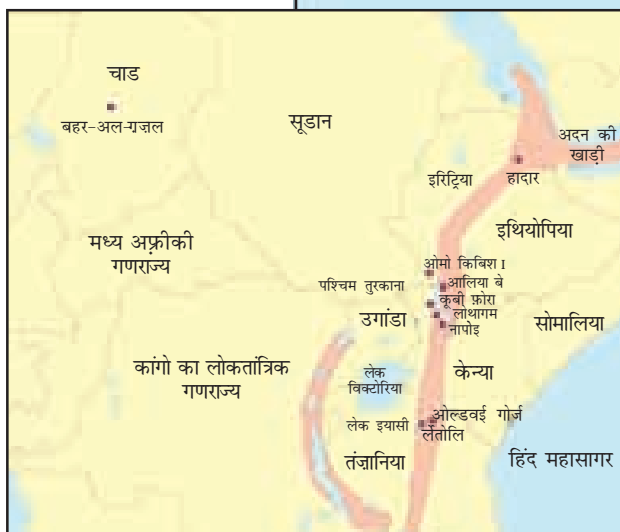 चाड
बहर-अल-ग़ज़ल
सूडान
अदन की
खाड़ी
इरिट्रिया
हादार
इथियोपिया
मध्य अफ़्रीकी
गणराज्य
ओमो किबिश I
पश्चिम तुरकाना
आलिया बे
कूबी फ़ोरा
लोथागम
नापोइ
उगांडा
सोमालिया
कांगो का लोकतांत्रिक
गणराज्य
लेक
विक्टोरिया
केन्या
लेक इयासी
ओल्डवई गोर्ज
र्लेतोलि
तंज़ानिया
हिंद महासागर